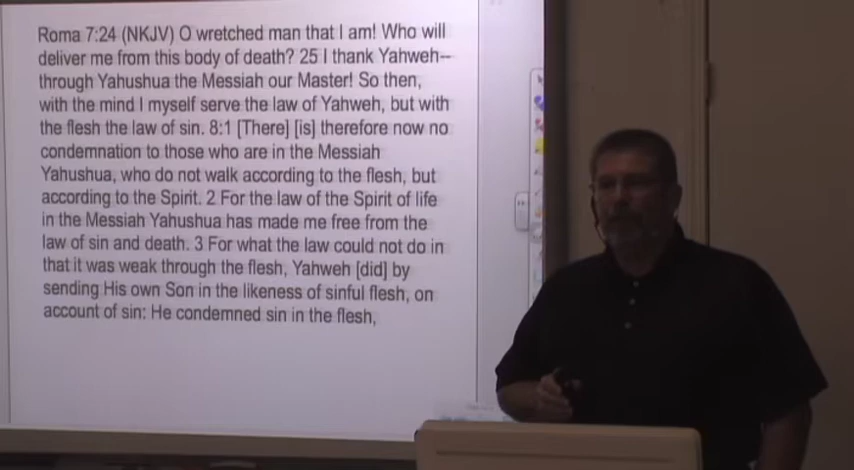 Roma 7:24 (NKJV) O wretched man that I am! Who will
deliver me from this body of death? 25 I thank Yahweh--
through Yahushua the Messiah our Master! So then,
with the mind I myself serve the law of Yahweh, but with
the flesh the law of sin. 8:1 [There] [is] therefore now no
condemnation to those who are in the Messiah
Yahushua, who do not walk according to the flesh, but
according to the Spirit. 2 For the law of the Spirit of life
in the Messiah Yahushua has made me free from the
law of sin and death. 3 For what the law could not do in
that it was weak through the flesh, Yahweh [did] by
sending His own Son in the likeness of sinful flesh, on
account of sin: He condemned sin in the flesh,